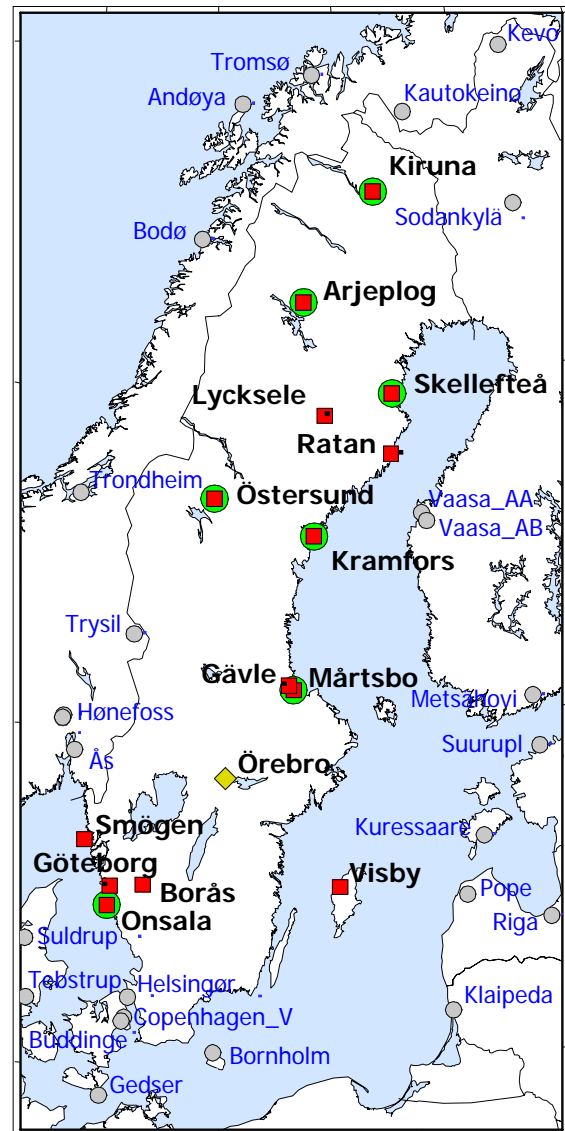 Kevo
Tromsø
Andøya
Kautokeino
Kiruna
Sodankylä
Bodø
Arjeplog
Skellefteå
Lycksele
Ratan
Trondheim
Östersund
Vaasa_AA
Vaasa_AB
Kramfors
Trysil
Gävle
Mårtsbo
Metsahovi
Hønefoss
Suurupl
Ås
Örebro
Smögen
Kuressaare
Göteborg
Borås
Visby
Pope
Onsala
Riga
Suldrup
Tebstrup
Helsingør
Klaipeda
Copenhagen_V
Buddinge
Bornholm
Gedser